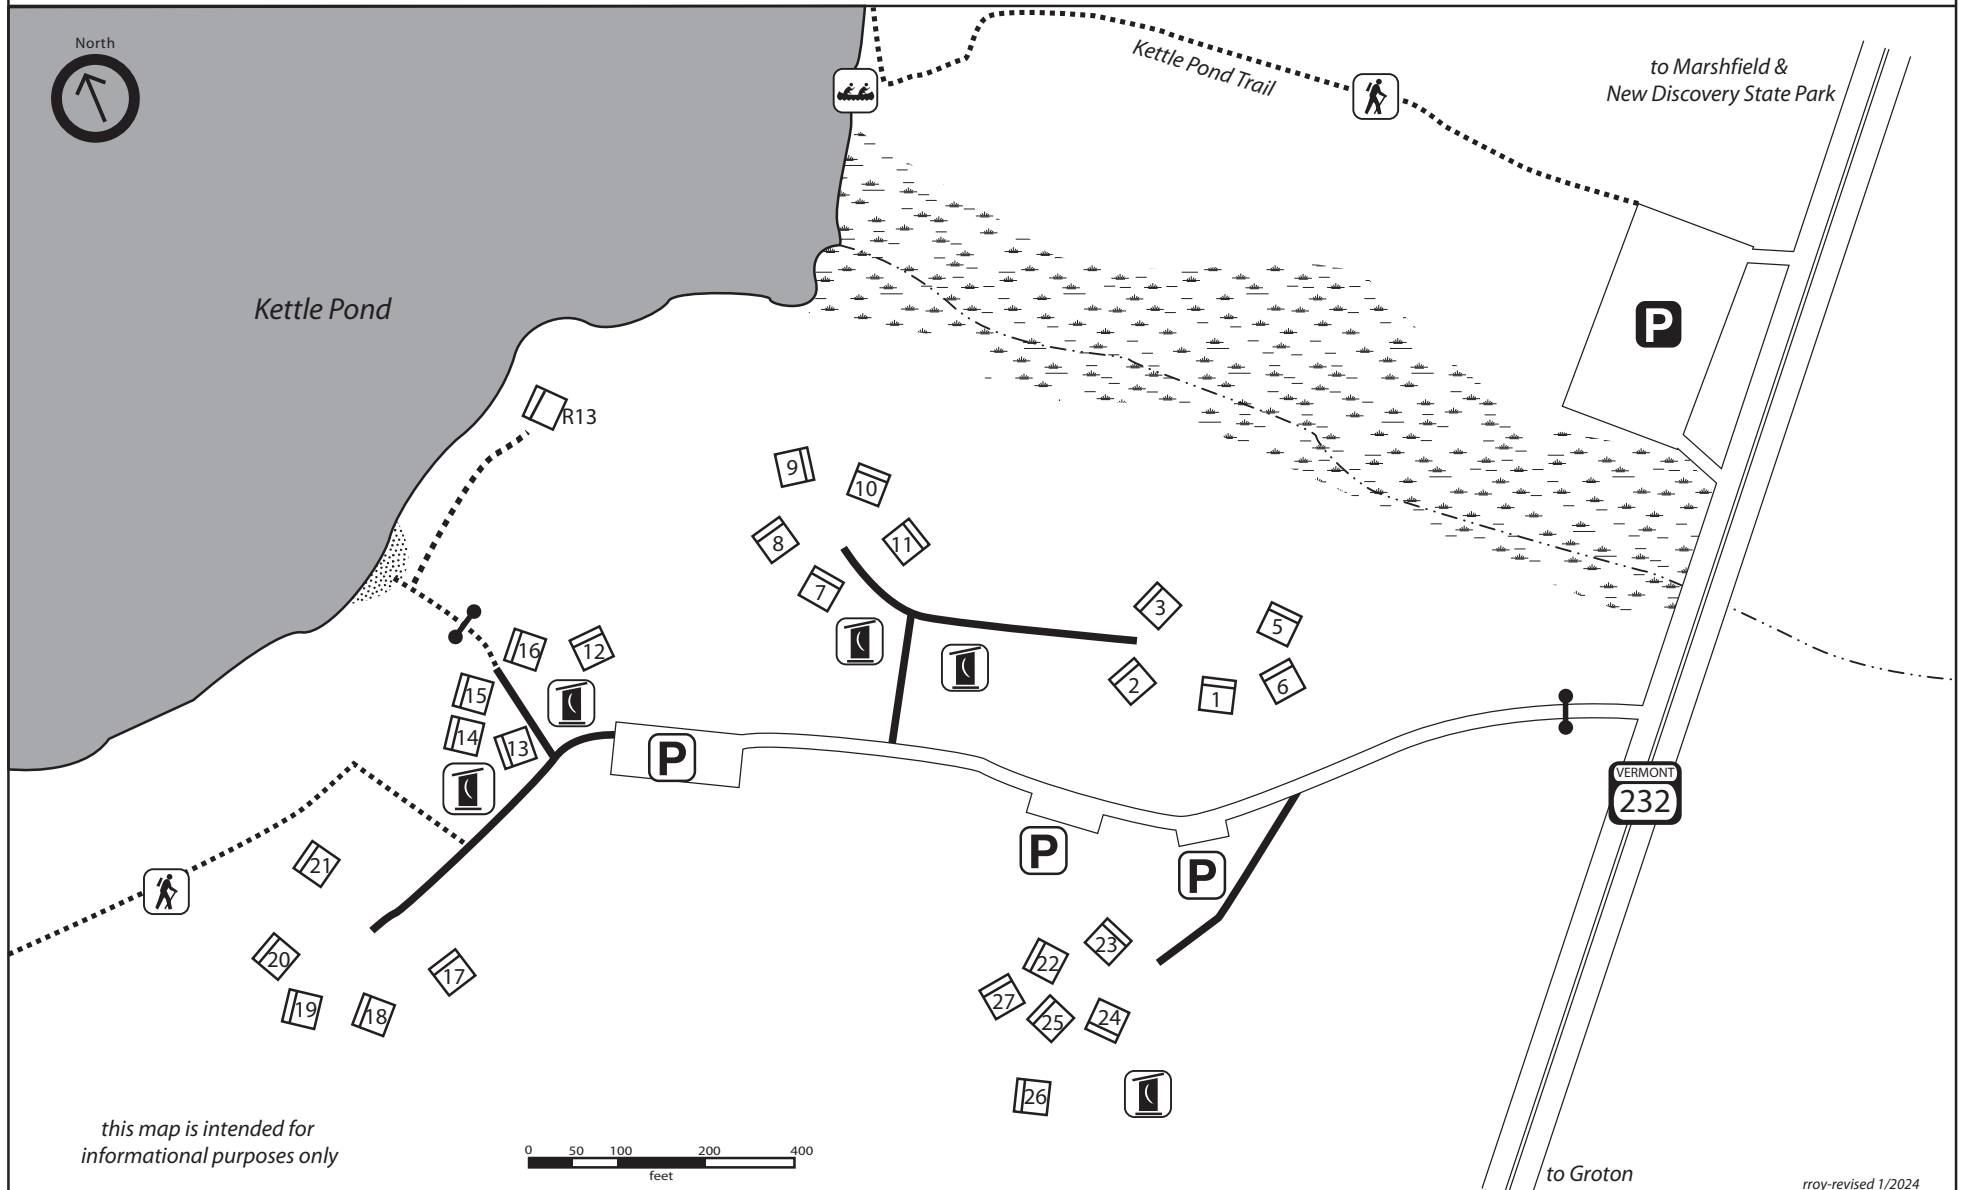 North
Kettle Pond Trail
to Marshfield &
New Discovery State Park
Kettle Pond
P
R13
9
10
8
11
7
3
5
2
1
6
16
12
15
14
13
P
VERMONT
232
P
P
21
20
19
18
17
23
22
27
25
24
26
this map is intended for
informational purposes only
0 50 100 200 400
feet
to Groton
rroy-revised 1/2024